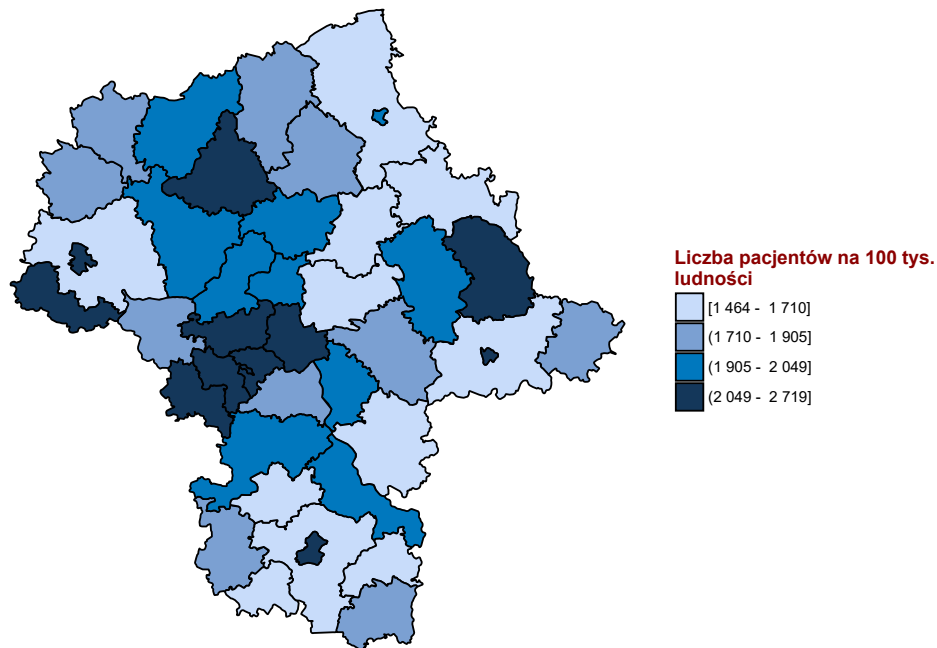 Liczba pacjentów na 100 tys.
ludności
[1 464 - 1 710]
(1 710 - 1 905]
(1 905 - 2 049]
(2 049 - 2 719]